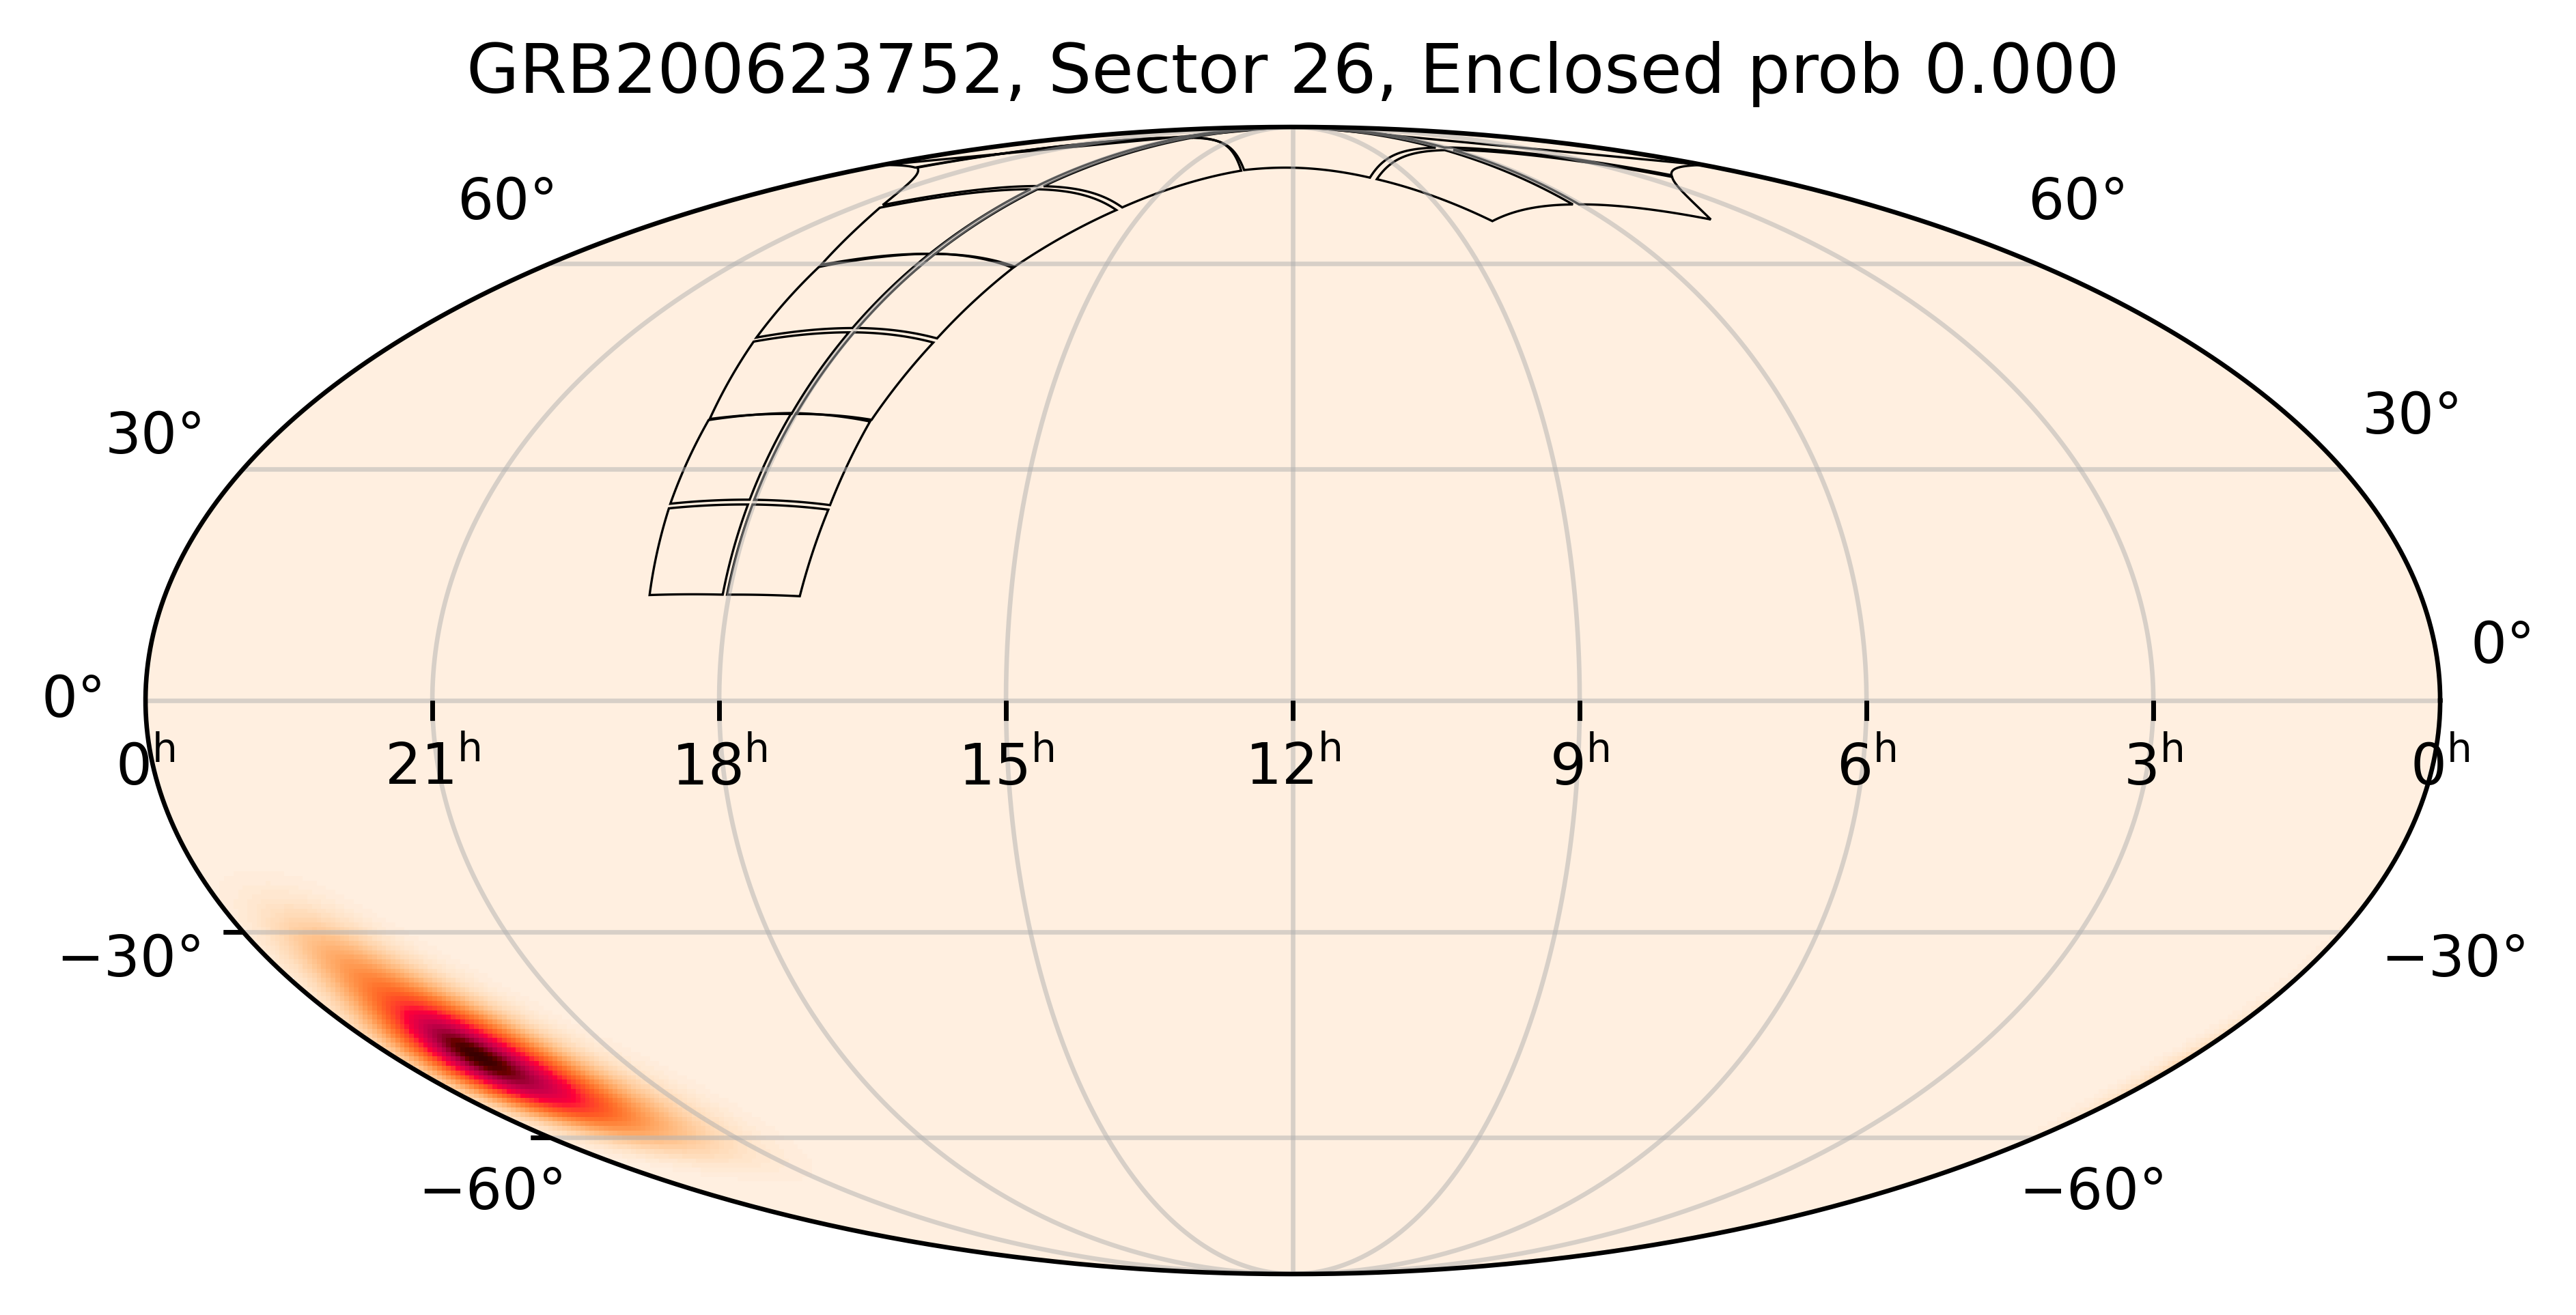 GRB200623752, Sector 26, Enclosed prob 0.000
60° 60°
30° 30°
0° 0°
0h 21h 18h 15h 12h 9h 6h 3h 0h
−30° −30°
−60° −60°